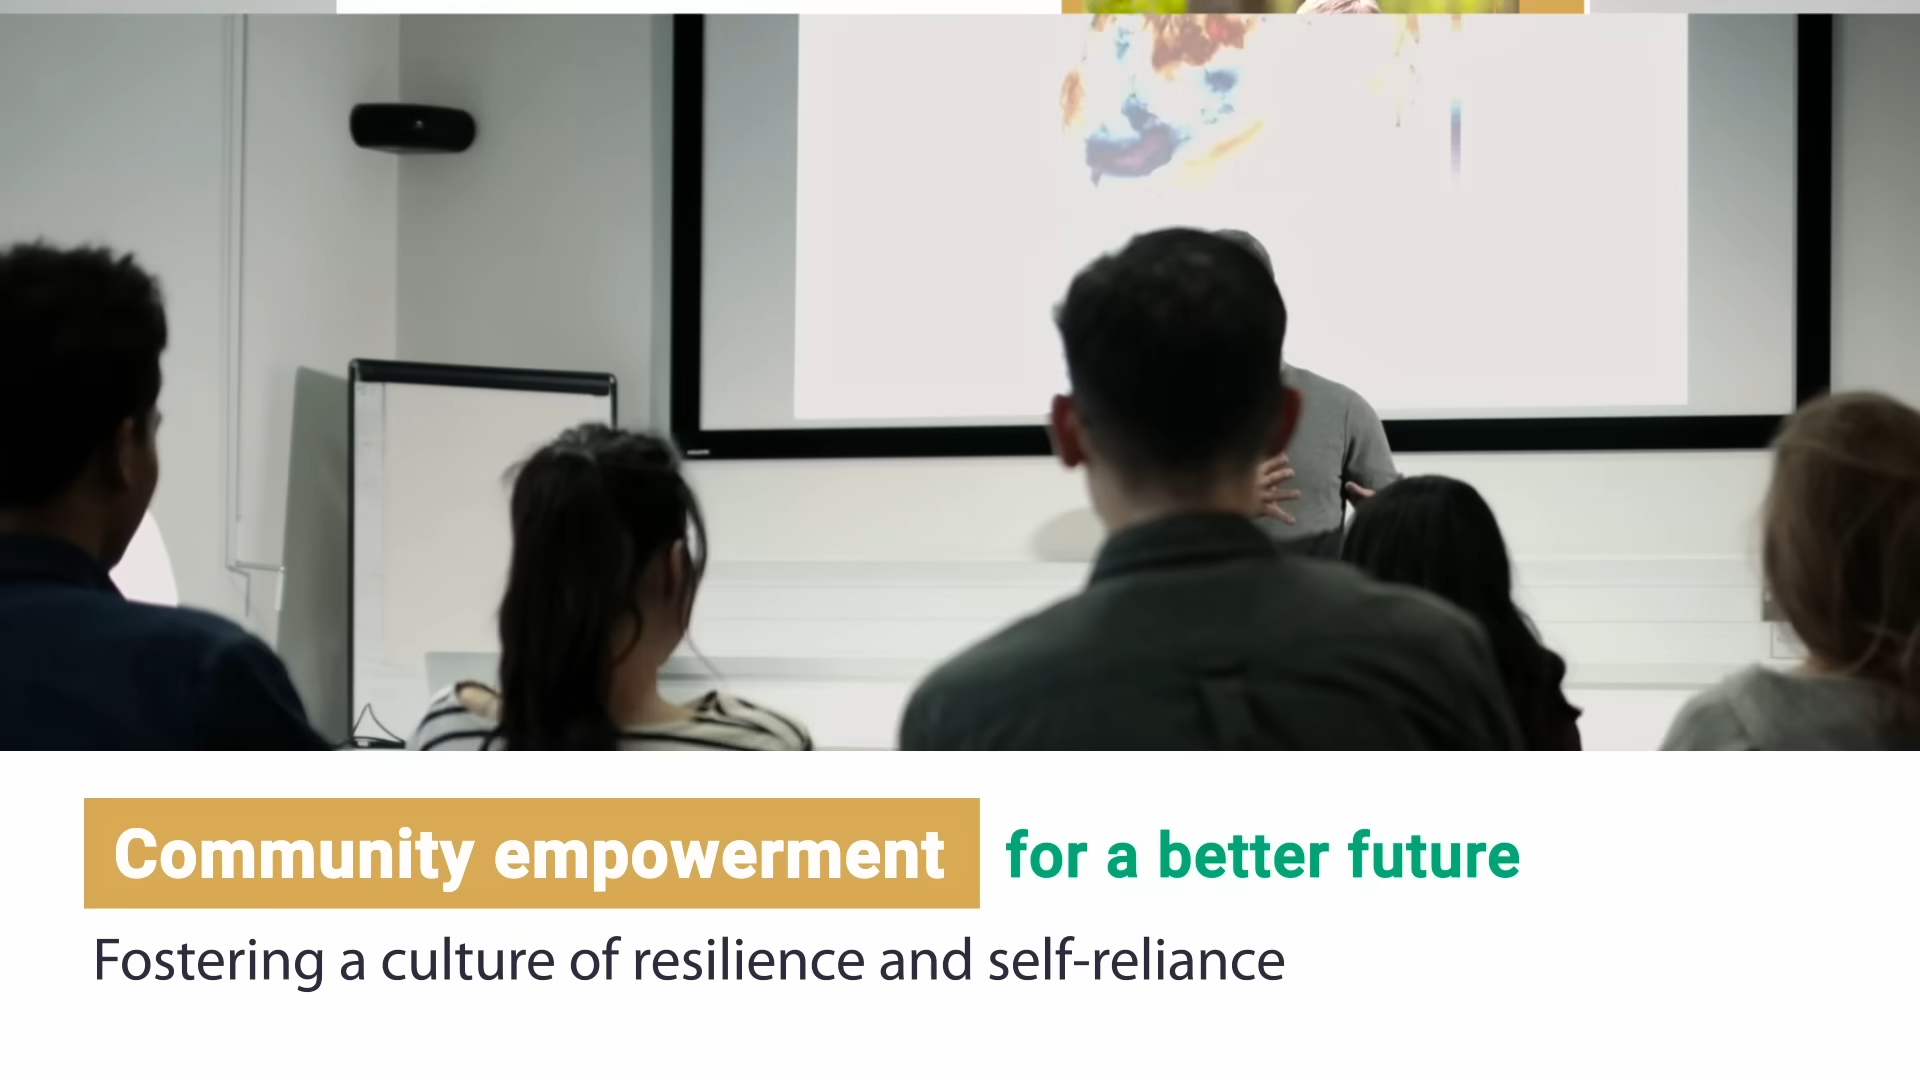 Community empowerment for a better future
Fostering a culture of resilience and self-reliance